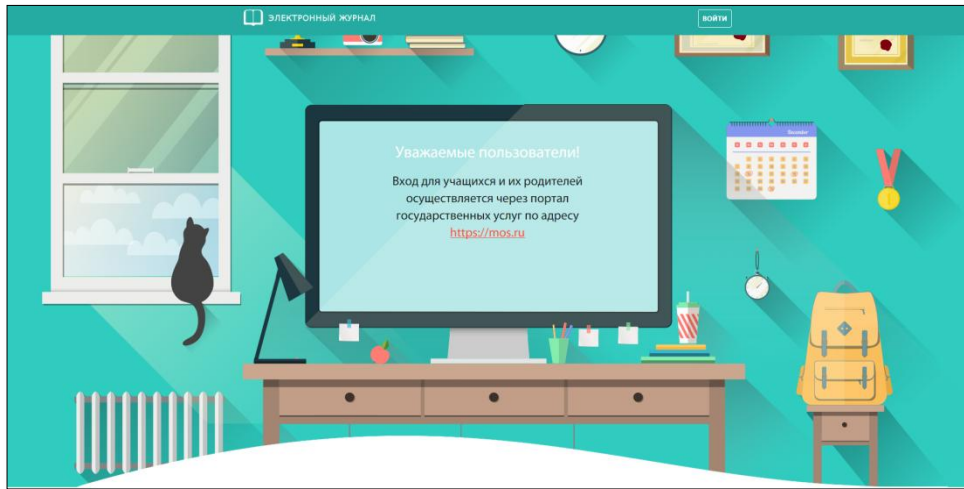 ЭЛЕКТРОННЫЙ ЖУРНАЛ
ВОЙТИ
Уважаемые пользователи!
Вход для учащихся и их родителей
осуществляется через портал
государственных услуг по адресу
https://mos.ru